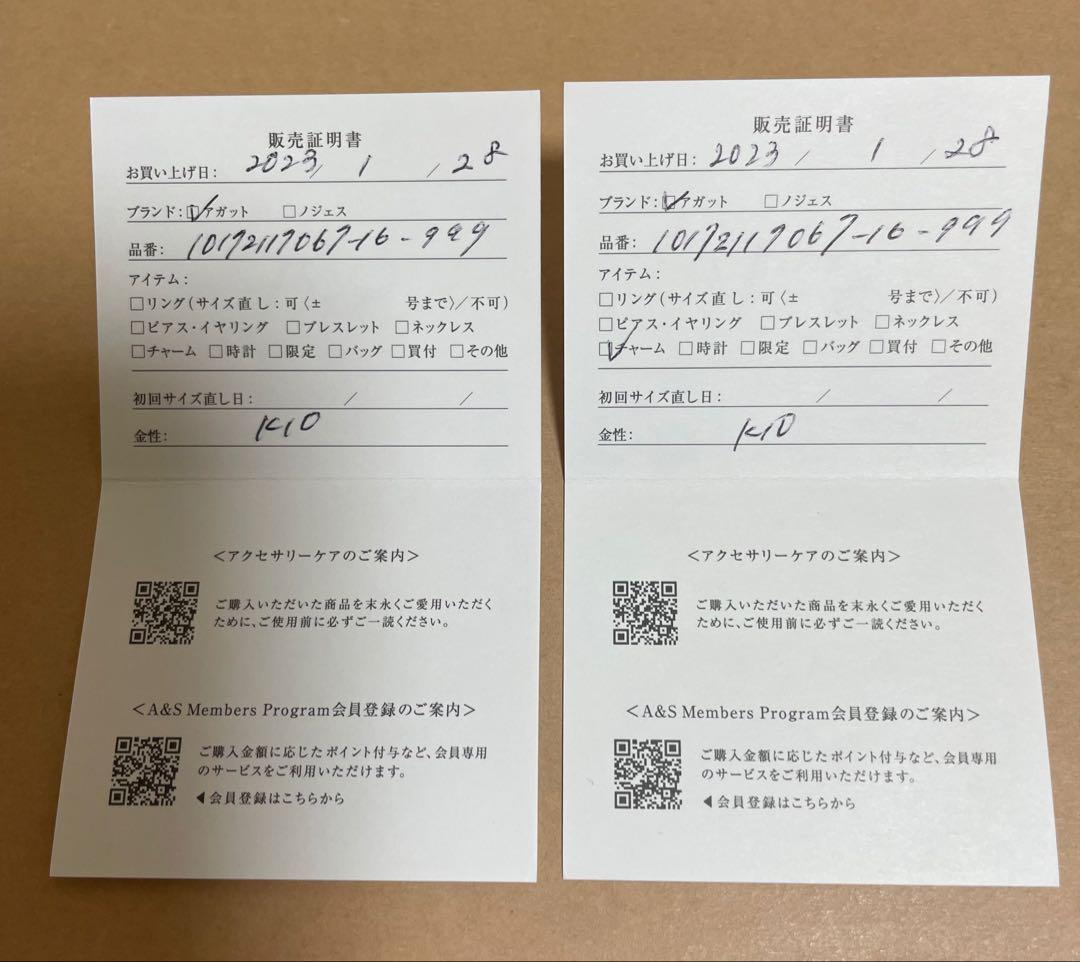 販売証明書
お買い上げ日: 2023/ 1 /28
ブランド:☑アガット □ノジェス
品番: 10172117067-16-999
アイテム:
□リング(サイズ直し:可〈± 号まで〉/不可)
□ピアス・イヤリング □ブレスレット □ネックレス
□チャーム □時計 □限定 □バッグ □買付 □その他
初回サイズ直し日: / /
金性: K10
<アクセサリーケアのご案内>
ご購入いただいた商品を末永くご愛用いただく
ために、ご使用前に必ずご一読ください。
<A&S Members Program会員登録のご案内>
ご購入金額に応じたポイント付与など、会員専用
のサービスをご利用いただけます。
◀会員登録はこちらから
販売証明書
お買い上げ日: 2023 / 1 /28
ブランド:☑アガット □ノジェス
品番: 10172117067-16-999
アイテム:
□リング(サイズ直し:可〈± 号まで〉/不可)
□ピアス・イヤリング □ブレスレット □ネックレス
☑チャーム □時計 □限定 □バッグ □買付 □その他
初回サイズ直し日: / /
金性: K10
<アクセサリーケアのご案内>
ご購入いただいた商品を末永くご愛用いただく
ために、ご使用前に必ずご一読ください。
<A&S Members Program会員登録のご案内>
ご購入金額に応じたポイント付与など、会員専用
のサービスをご利用いただけます。
◀会員登録はこちらから